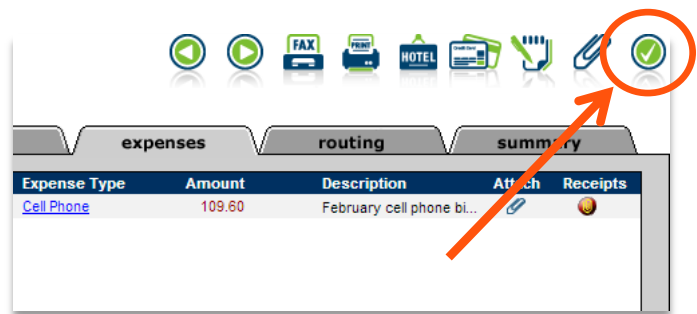 FAX PRINT HOTEL Credit Card
expenses routing summary
Expense Type Amount Description Attach Receipts
Cell Phone 109.60 February cell phone bi...